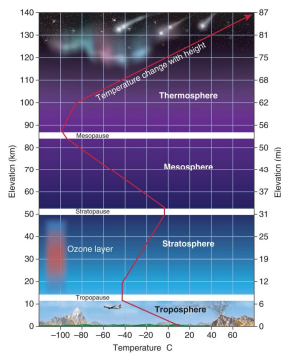 140
130
120
110
100
90
80
70
60
50
40
30
20
10
0
Elevation (km)
87
81
75
68
62
56
50
43
37
31
25
19
12
6
0
Elevation (mi)
Temperature change with height
Thermosphere
Mesopause
Mesosphere
Stratopause
Ozone layer
Stratosphere
Tropopause
Troposphere
−100 −80 −60 −40 −20 0 20 40 60
Temperature C